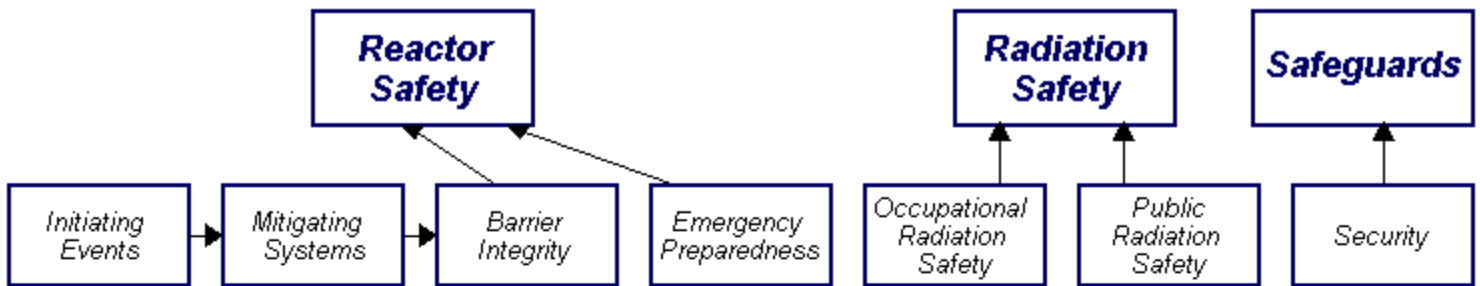 Reactor
Safety
Radiation
Safety
Safeguards
Initiating
Events
Mitigating
Systems
Barrier
Integrity
Emergency
Preparedness
Occupational
Radiation
Safety
Public
Radiation
Safety
Security